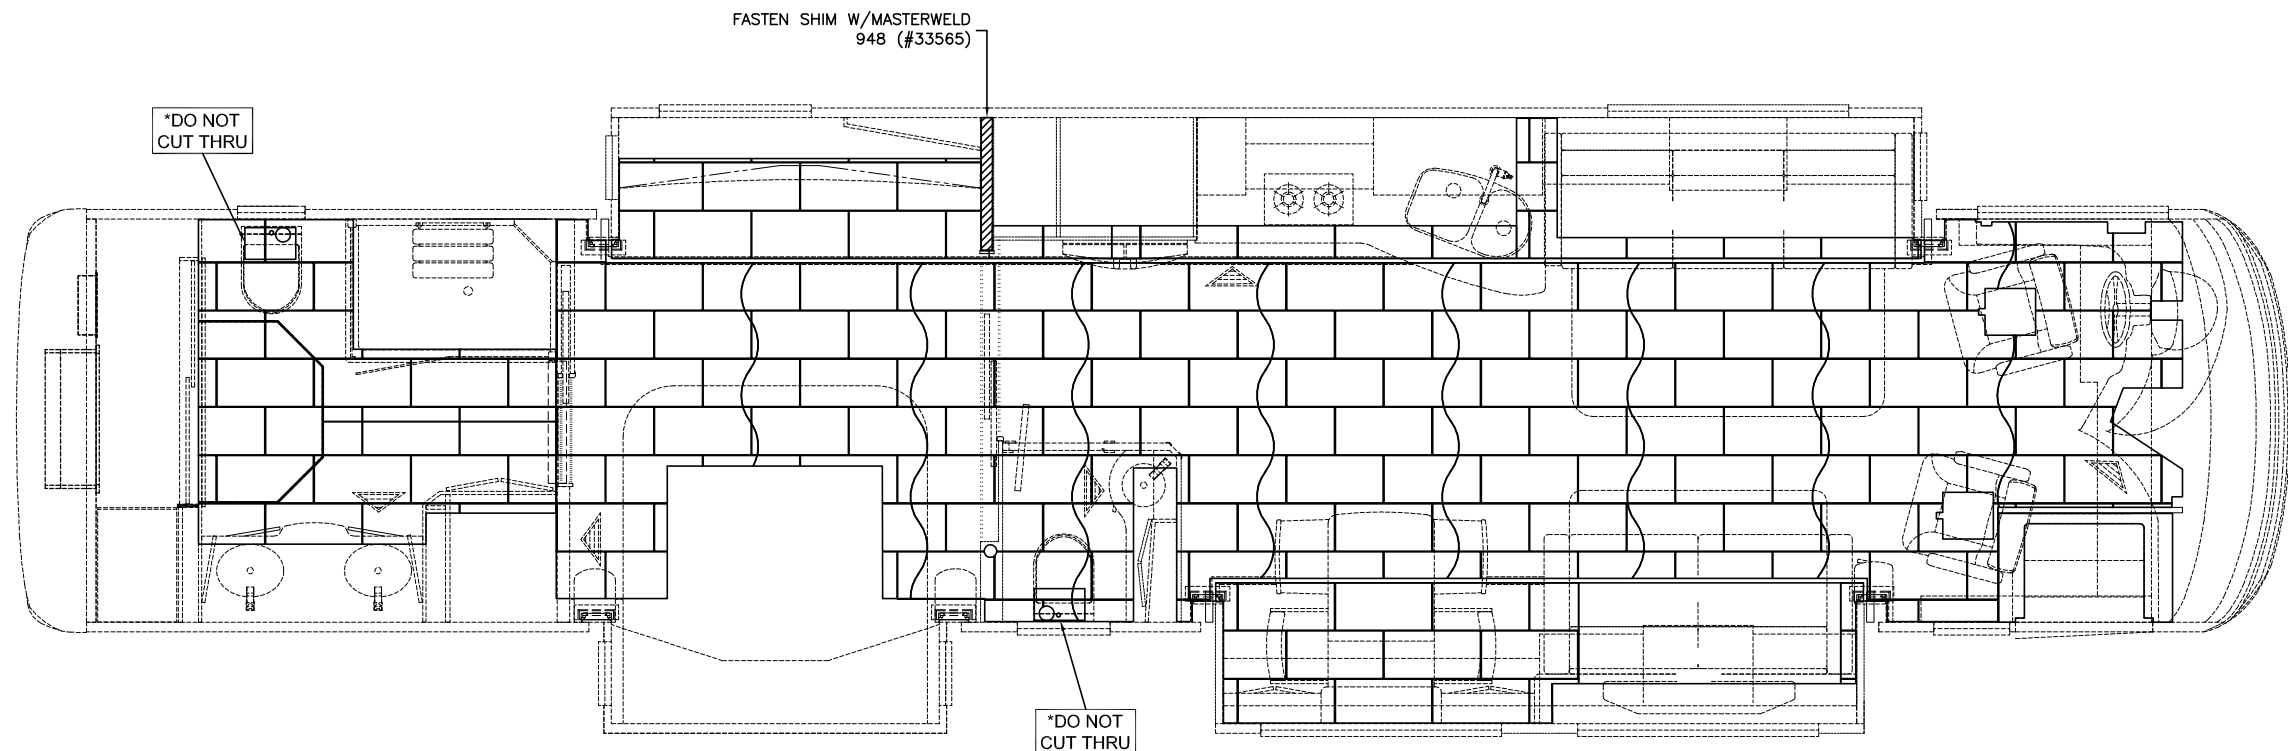 FASTEN SHIM W/MASTERWELD
948 (#33565)
*DO NOT
CUT THRU
*DO NOT
CUT THRU